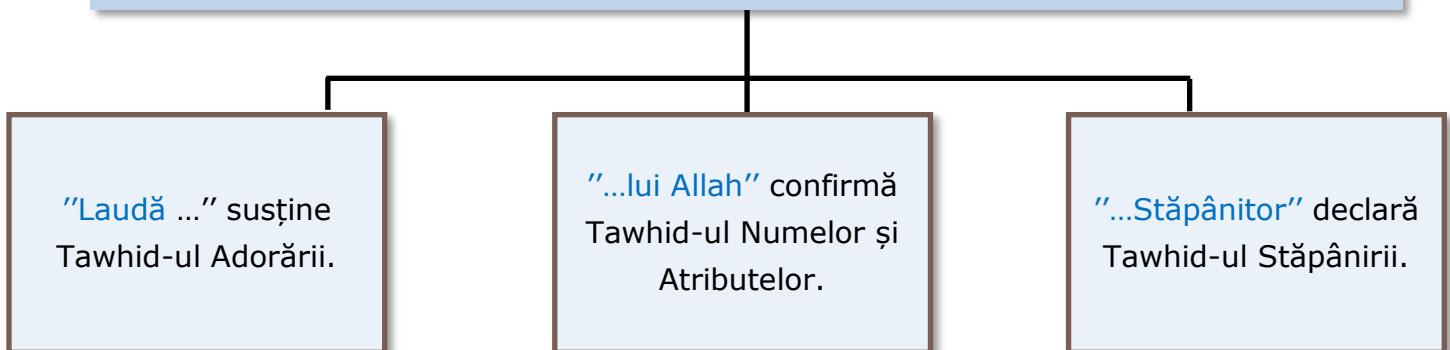 ″Laudă …″ susține
Tawhid-ul Adorării.
″…lui Allah″ confirmă
Tawhid-ul Numelor și
Atributelor.
″…Stăpânitor″ declară
Tawhid-ul Stăpânirii.